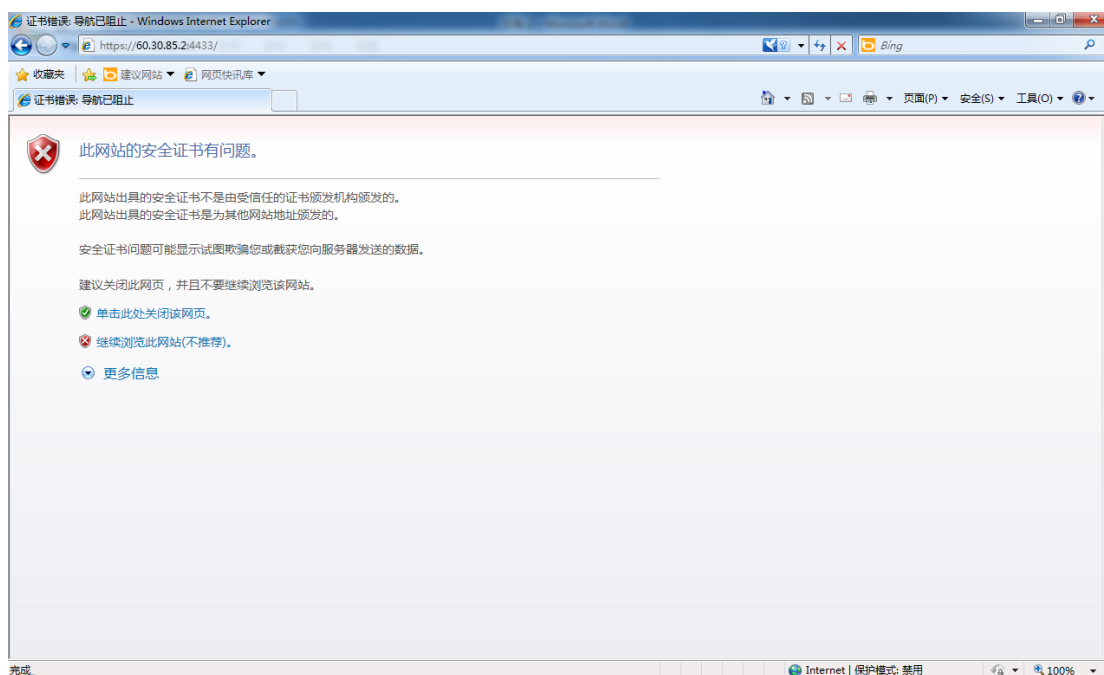 证书错误: 导航已阻止 - Windows Internet Explorer
https://60.30.85.2:4433/
Bing
收藏夹 建议网站 网页快讯库
证书错误: 导航已阻止
页面(P) 安全(S) 工具(O)
此网站的安全证书有问题。
此网站出具的安全证书不是由受信任的证书颁发机构颁发的。
此网站出具的安全证书是为其他网站地址颁发的。
安全证书问题可能显示试图欺骗您或截获您向服务器发送的数据。
建议关闭此网页，并且不要继续浏览该网站。
单击此处关闭该网页。
继续浏览此网站(不推荐)。
更多信息
完成 Internet | 保护模式: 禁用 100%